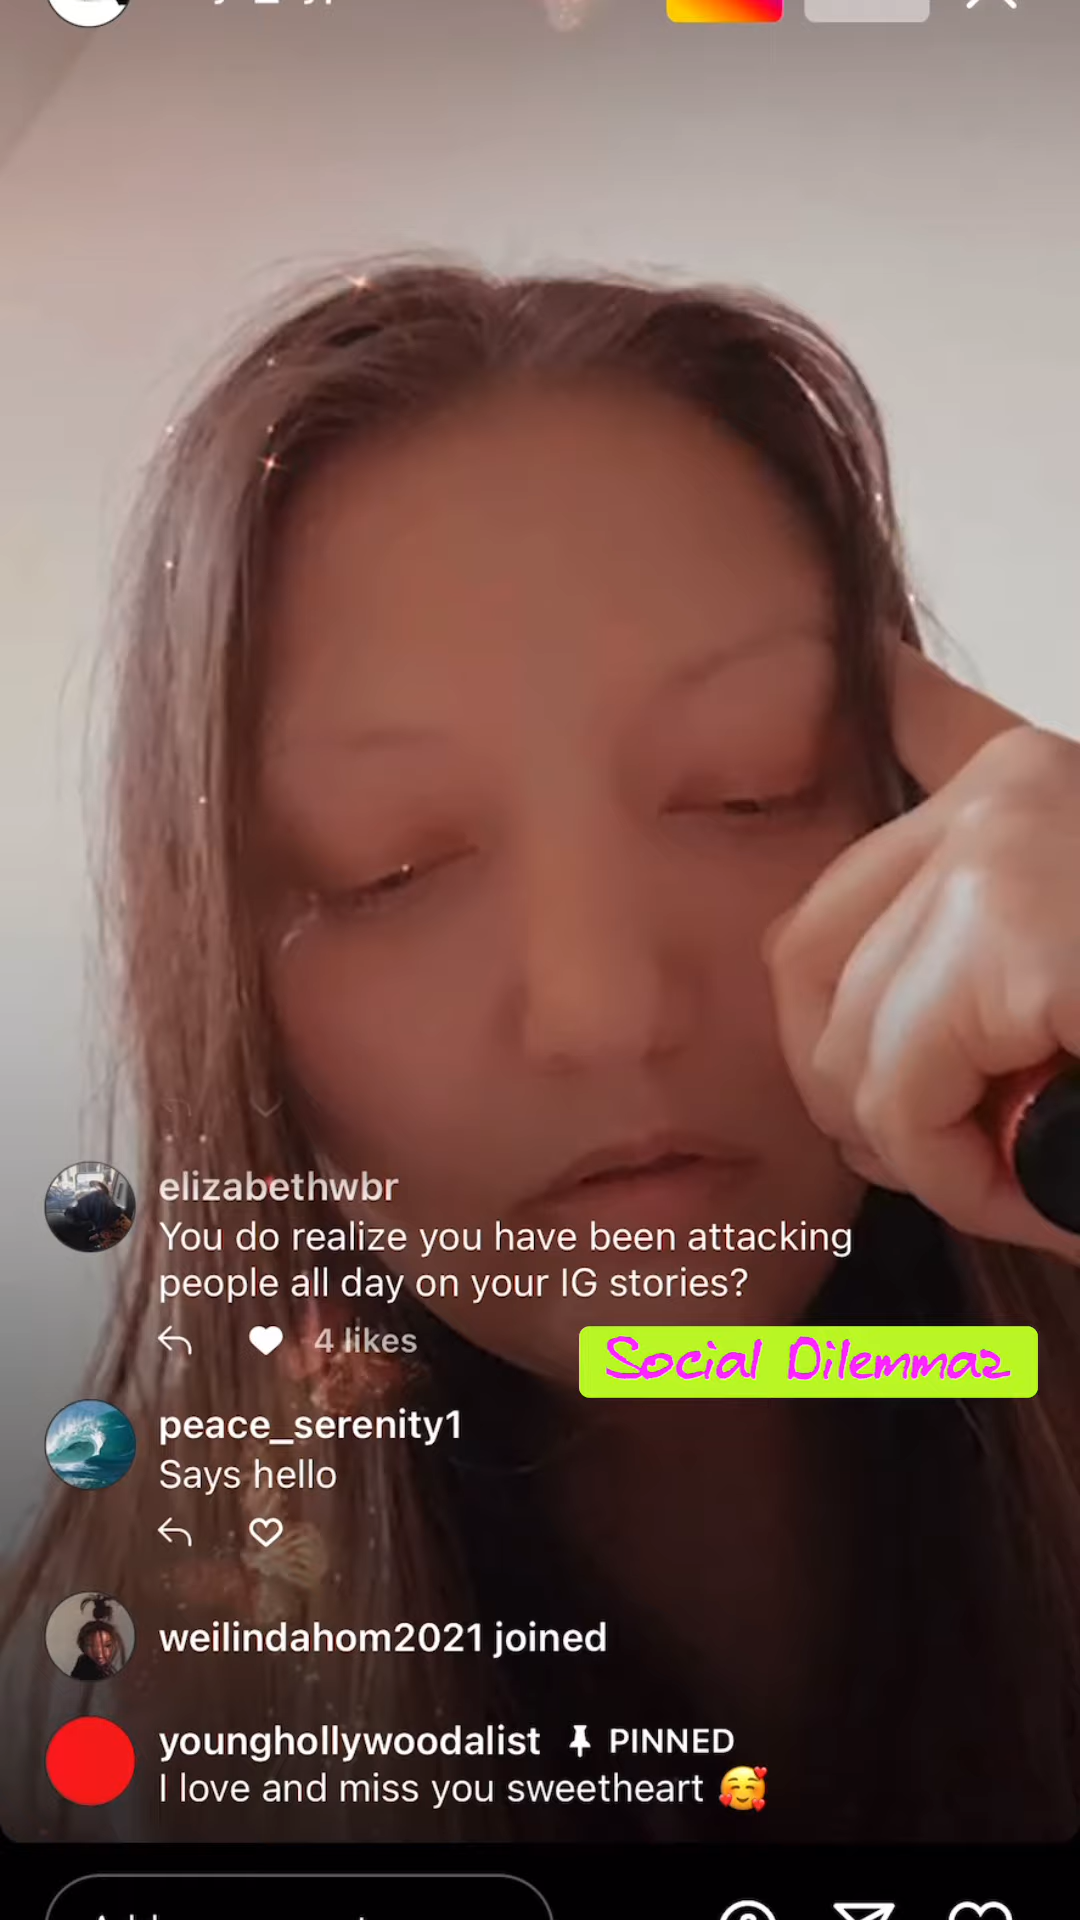 elizabethwbr
You do realize you have been attacking
people all day on your IG stories?
4 likes
Social Dilemmaz
peace_serenity1
Says hello
weilindahom2021 joined
younghollywoodalist PINNED
I love and miss you sweetheart 🥰